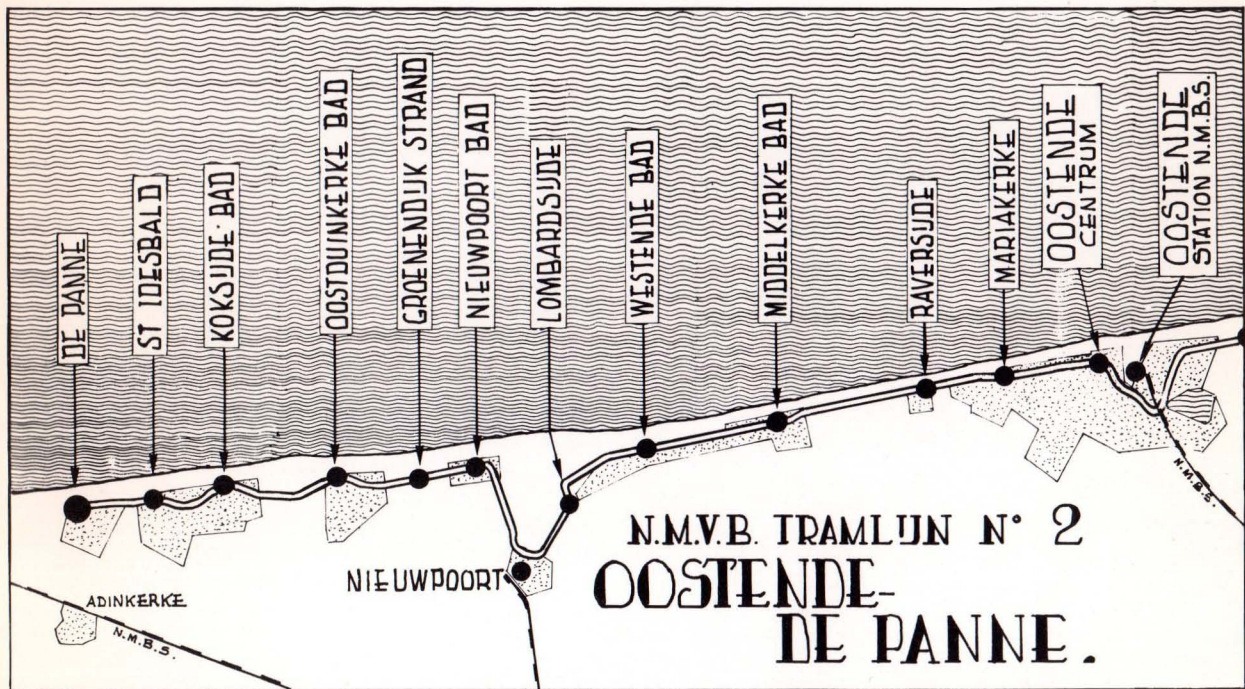 DE PANNE
ST IDESBALD
KOKSIJDE·BAD
OOSTDUINKERKE BAD
GROENENDIJK STRAND
NIEUWPOORT BAD
LOMBARDSIJDE
WESTENDE BAD
MIDDELKERKE BAD
RAVERSIJDE
MARIAKERKE
OOSTENDE
CENTRUM
OOSTENDE
STATION N.M.B.S.
N.M.B.S.
NIEUWPOORT
ADINKERKE
N.M.B.S.
N.M.V.B. TRAMLIJN N° 2
OOSTENDE-
DE PANNE.